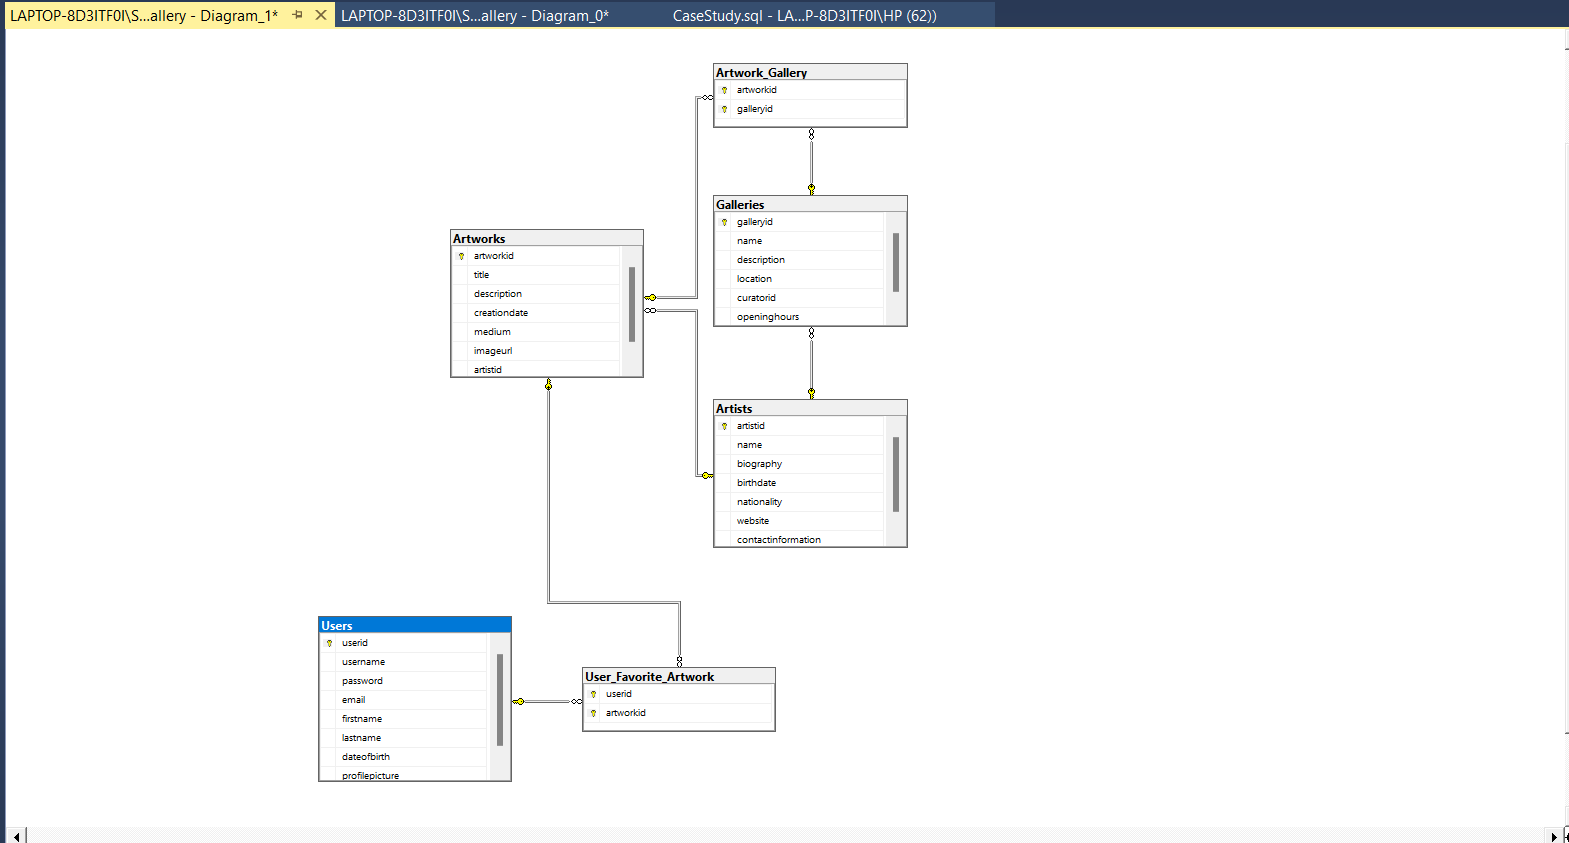 LAPTOP-8D3ITF0I\S...allery - Diagram_1*
LAPTOP-8D3ITF0I\S...allery - Diagram_0*
CaseStudy.sql - LA...P-8D3ITF0I\HP (62))
Artwork_Gallery
artworkid
galleryid
Galleries
galleryid
name
description
location
curatorid
openinghours
Artworks
artworkid
title
description
creationdate
medium
imageurl
artistid
Artists
artistid
name
biography
birthdate
nationality
website
contactinformation
Users
userid
username
password
email
firstname
lastname
dateofbirth
profilepicture
User_Favorite_Artwork
userid
artworkid